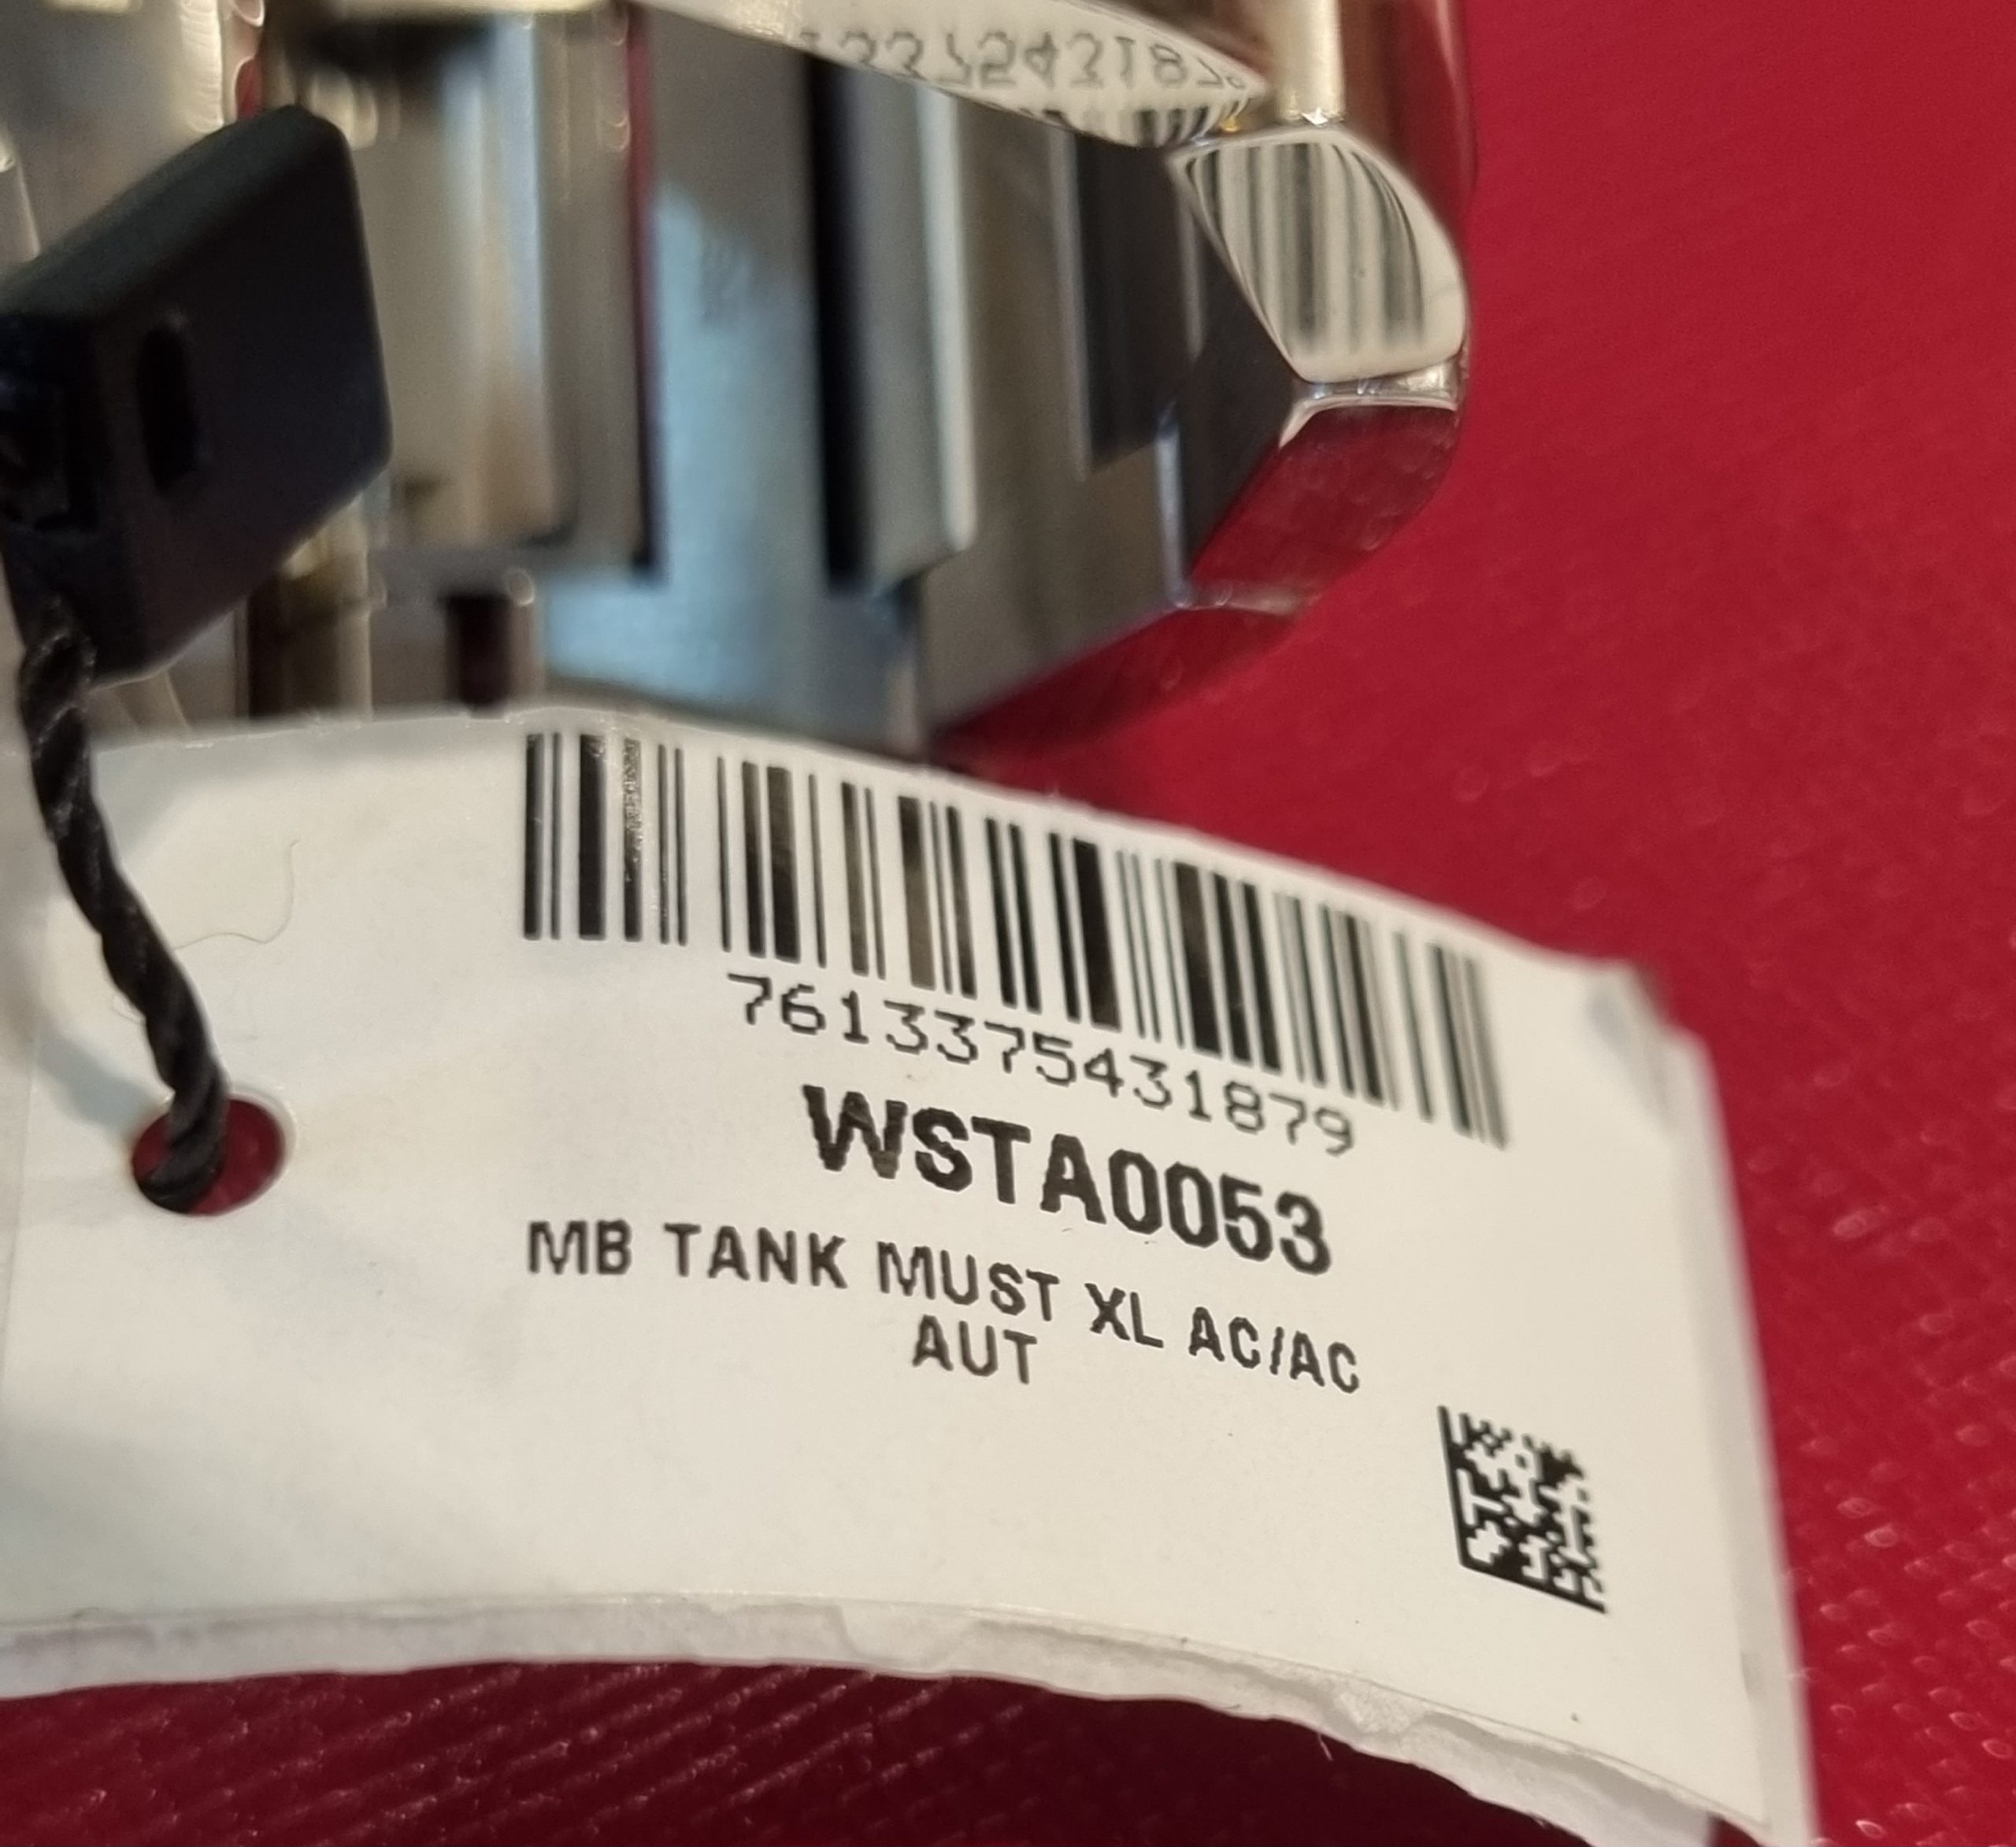 7613375431879
WSTA0053
MB TANK MUST XL AC/AC
AUT